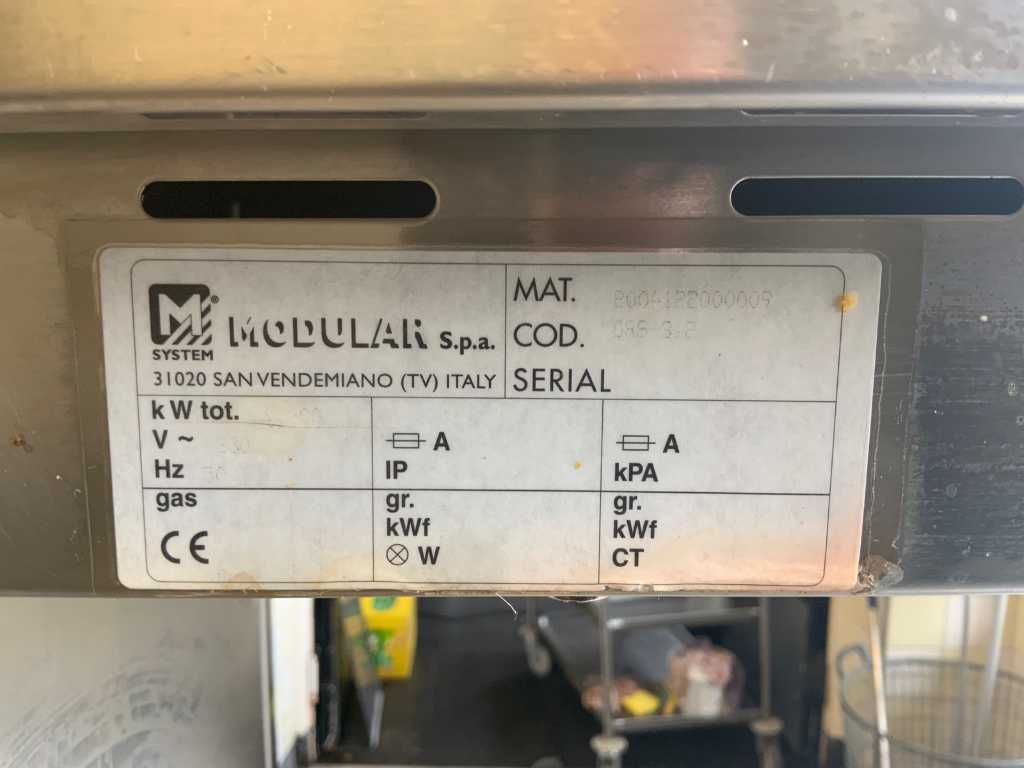 M®
SYSTEM
MODULAR S.p.a.
31020 SAN VENDEMIANO (TV) ITALY
MAT.
COD.
SERIAL
kW tot.
V ~
Hz
A
IP
A
kPA
gas
CE
gr.
kWf
W
gr.
kWf
CT